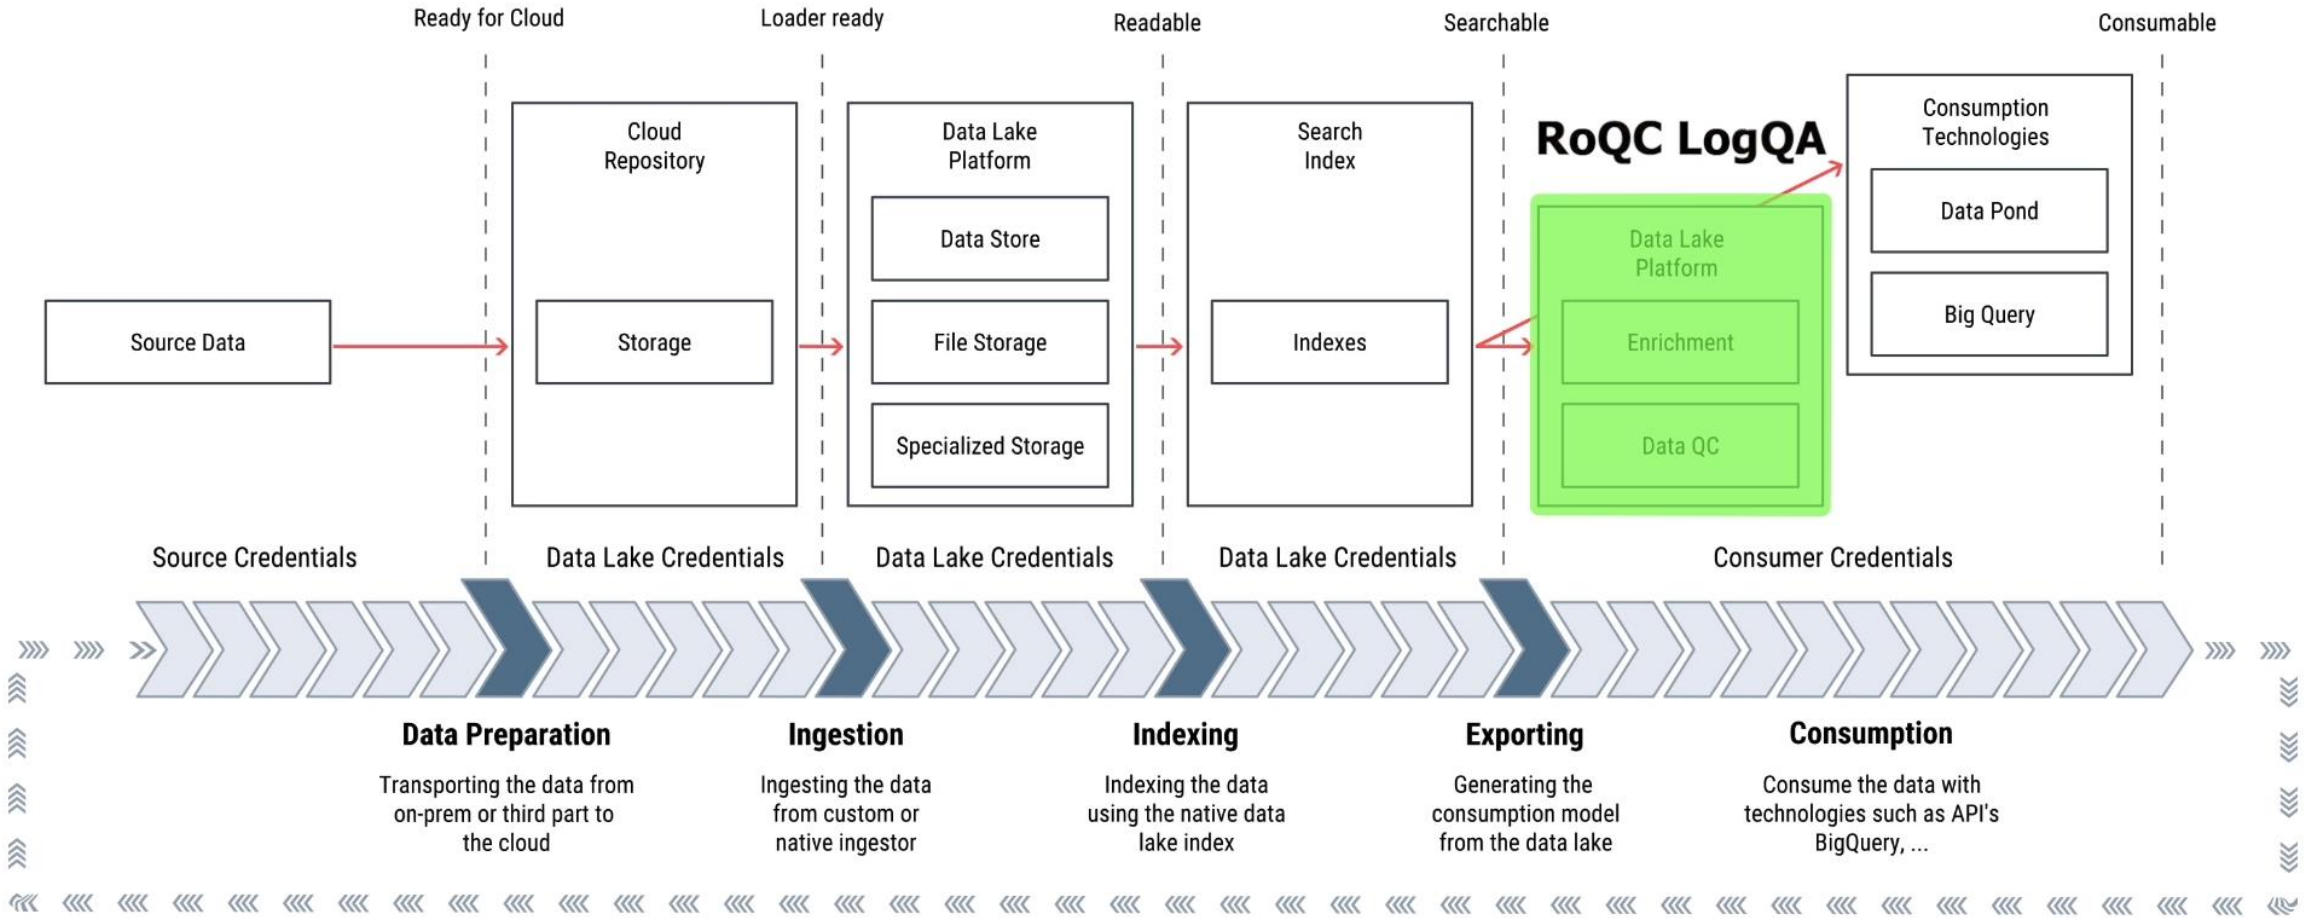 Ready for Cloud
Loader ready
Readable
Searchable
Consumable
Source Data
Cloud
Repository
Storage
Data Lake
Platform
Data Store
File Storage
Specialized Storage
Search
Index
Indexes
RoQC LogQA
Data Lake
Platform
Enrichment
Data QC
Consumption
Technologies
Data Pond
Big Query
Source Credentials
Data Lake Credentials
Data Lake Credentials
Data Lake Credentials
Consumer Credentials
Data Preparation
Transporting the data from
on-prem or third part to
the cloud
Ingestion
Ingesting the data
from custom or
native ingestor
Indexing
Indexing the data
using the native data
lake index
Exporting
Generating the
consumption model
from the data lake
Consumption
Consume the data with
technologies such as API's
BigQuery, ...